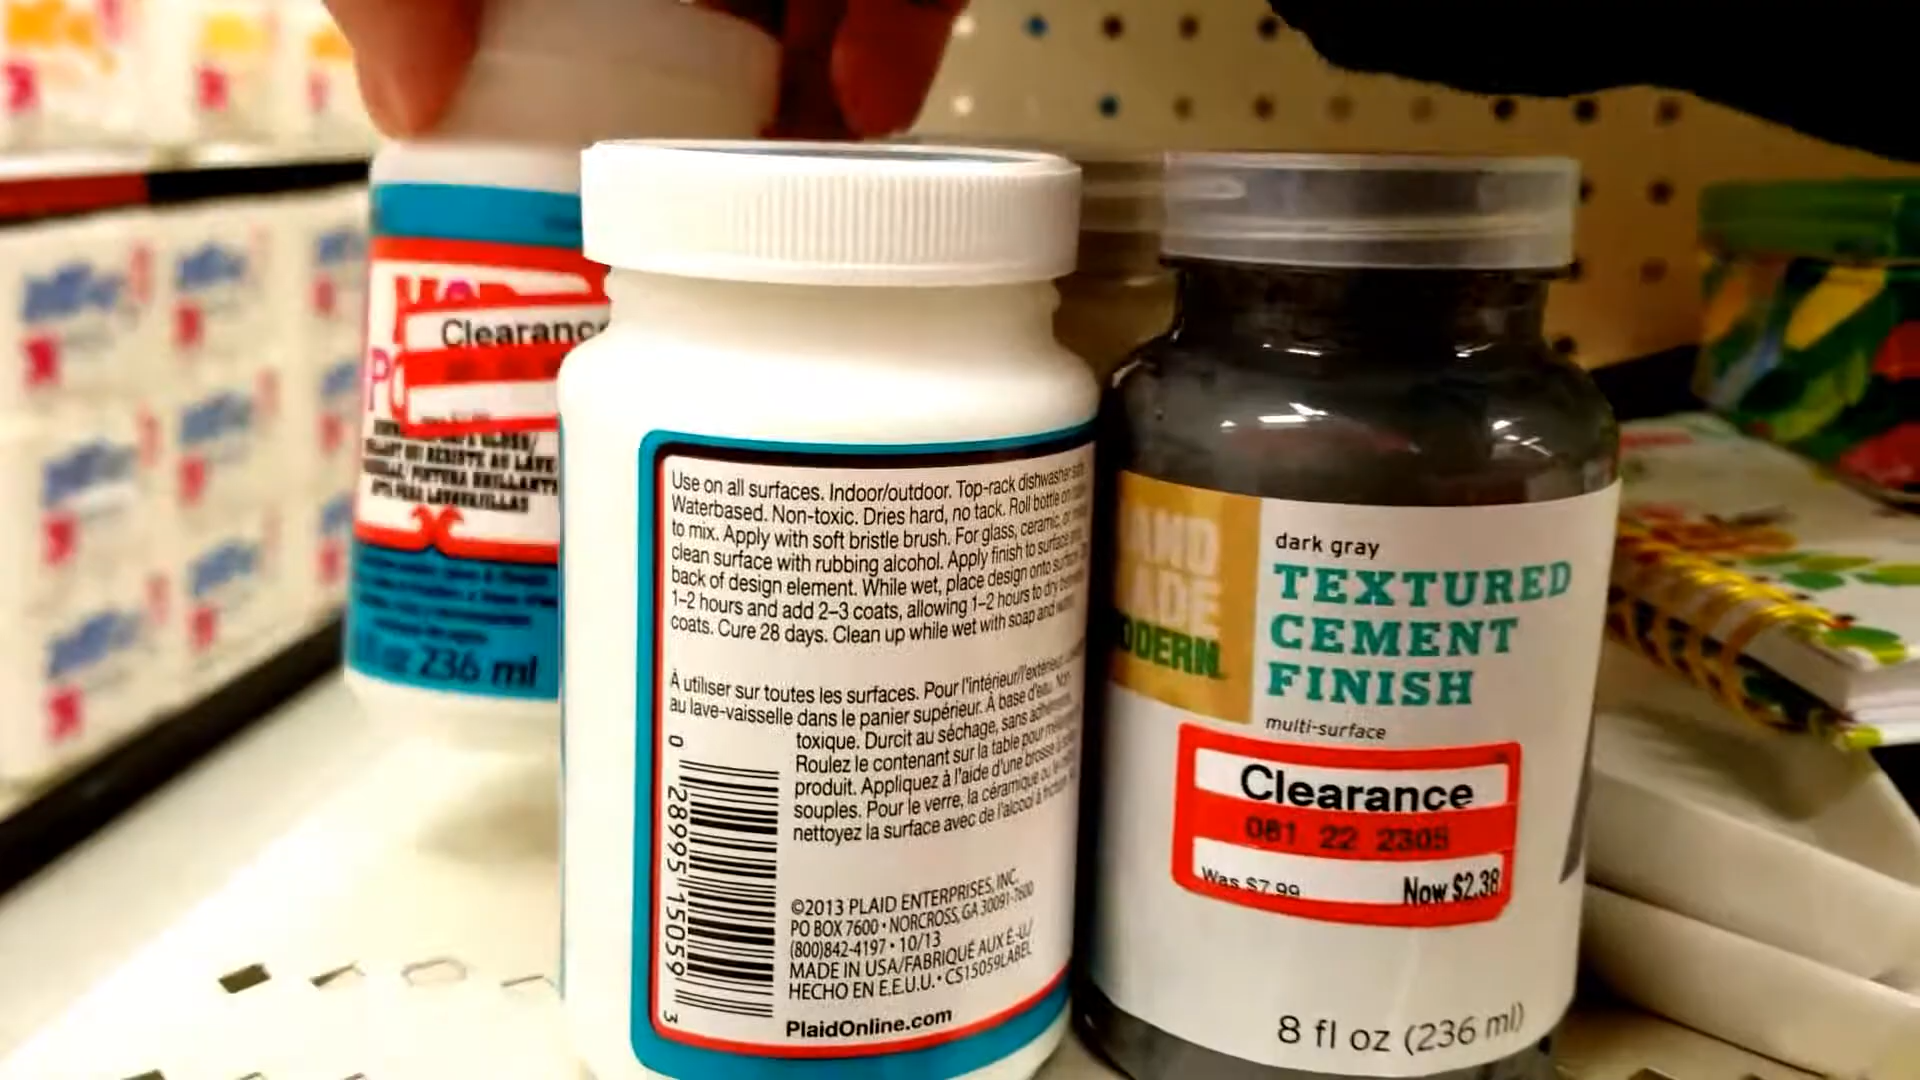 Clearance
236 ml
Use on all surfaces. Indoor/outdoor. Top-rack dishwasher
Waterbased. Non-toxic. Dries hard, no tack. Roll bottle on
to mix. Apply with soft bristle brush. For glass, ceramic, or
clean surface with rubbing alcohol. Apply finish to surface
back of design element. While wet, place design onto
1–2 hours and add 2–3 coats, allowing 1–2 hours to dry
coats. Cure 28 days. Clean up while wet with soap and
À utiliser sur toutes les surfaces. Pour l'intérieur/l'extérieur.
au lave-vaisselle dans le panier supérieur. À base d'eau. Non
toxique. Durcit au séchage, sans
Roulez le contenant sur la table pour
produit. Appliquez à l'aide d'une brosse à
souples. Pour le verre, la céramique ou le
nettoyez la surface avec de l'alcool à
0 28995 15059 3
©2013 PLAID ENTERPRISES, INC.
PO BOX 7600 • NORCROSS, GA 30091-7600
(800)842-4197 • 10/13
MADE IN USA/FABRIQUÉ AUX É.-U./
HECHO EN E.E.U.U. • CS15059LABEL
PlaidOnline.com
AND
ADE
ODERN
dark gray
TEXTURED
CEMENT
FINISH
multi-surface
Clearance
081 22 2305
Was $7.99 Now $2.38
8 fl oz (236 ml)